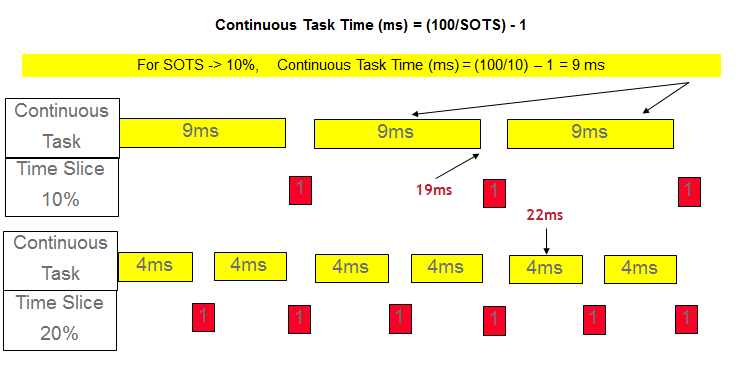 Continuous Task Time (ms) = (100/SOTS) - 1
For SOTS -> 10%, Continuous Task Time (ms) = (100/10) – 1 = 9 ms
Continuous
Task
9ms
9ms
9ms
Time Slice
10%
1
19ms
1
1
22ms
Continuous
Task
4ms
4ms
4ms
4ms
4ms
4ms
Time Slice
20%
1
1
1
1
1
1